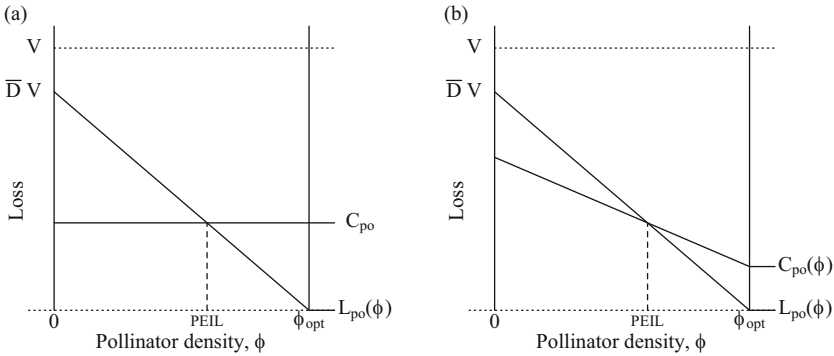 (a)
V
D̅ V
Loss
C_po
L_po(ϕ)
0
PEIL
ϕ_opt
Pollinator density, ϕ
(b)
V
D̅ V
Loss
C_po(ϕ)
L_po(ϕ)
0
PEIL
ϕ_opt
Pollinator density, ϕ